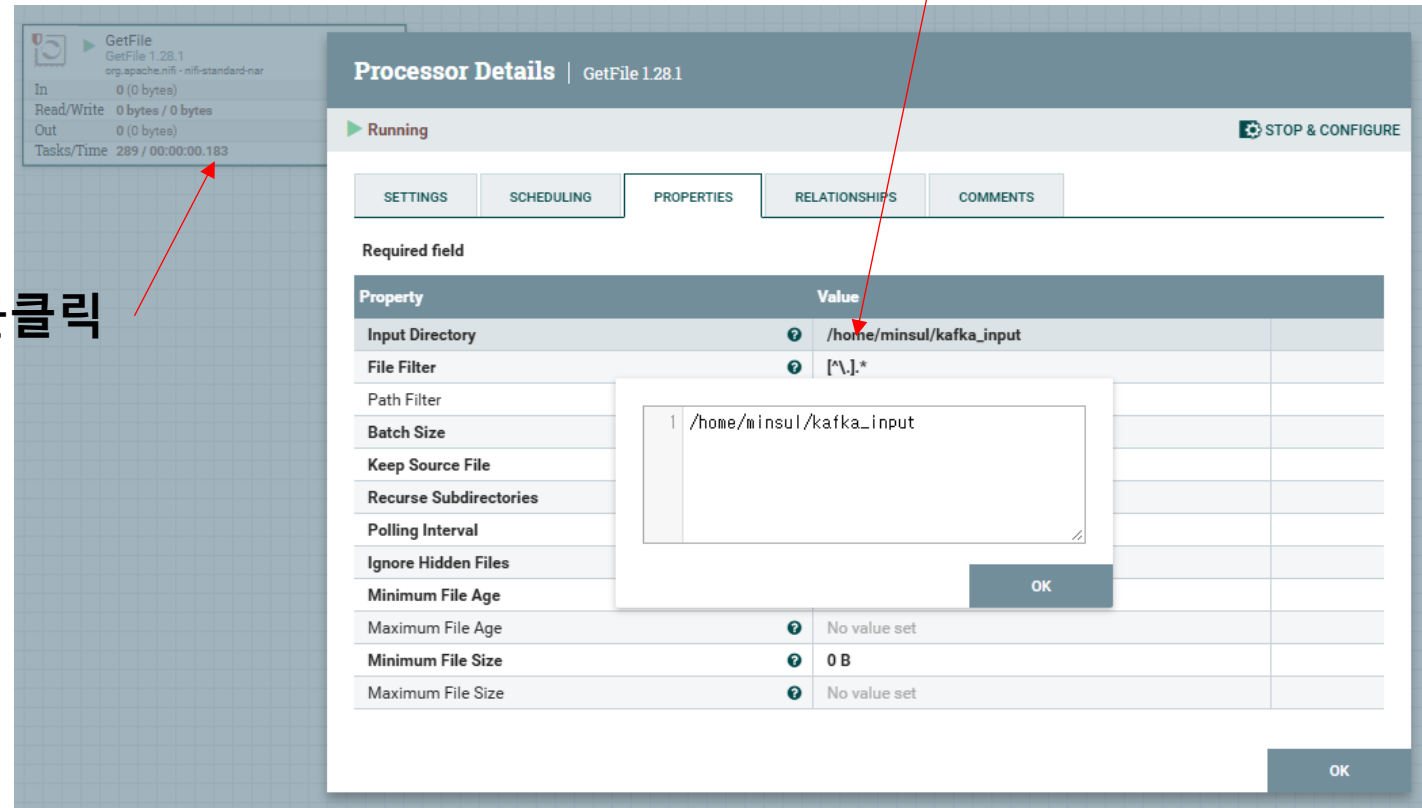 GetFile
GetFile 1.28.1
org.apache.nifi - nifi-standard-nar
In 0 (0 bytes)
Read/Write 0 bytes / 0 bytes
Out 0 (0 bytes)
Tasks/Time 289 / 00:00:00.183
클릭
Processor Details | GetFile 1.28.1
Running
STOP & CONFIGURE
SETTINGS SCHEDULING PROPERTIES RELATIONSHIPS COMMENTS
Required field
Property Value
Input Directory /home/minsul/kafka_input
File Filter [^\.].*
Path Filter
Batch Size
Keep Source File
Recurse Subdirectories
Polling Interval
Ignore Hidden Files
Minimum File Age
1 /home/minsul/kafka_input
OK
Maximum File Age No value set
Minimum File Size 0 B
Maximum File Size No value set
OK